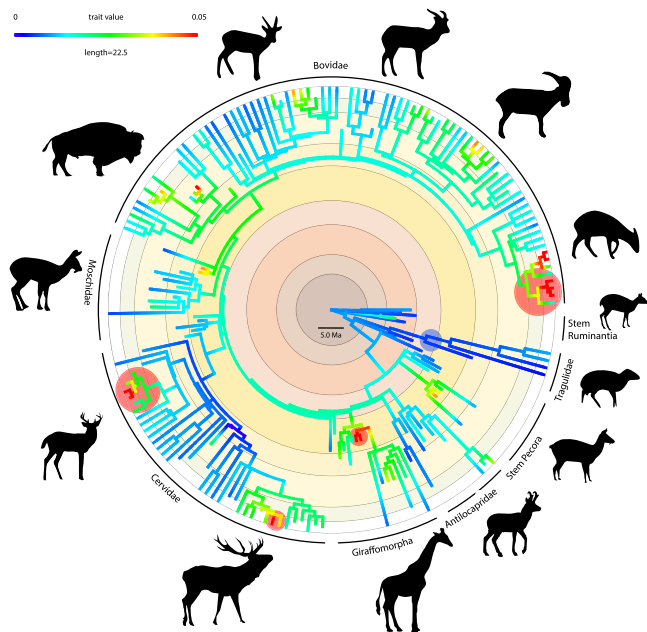 0 trait value 0.05
length=22.5
Bovidae
Moschidae
Stem
Ruminantia
5.0 Ma
Tragulidae
Stem Pecora
Cervidae
Antilocapridae
Giraffomorpha